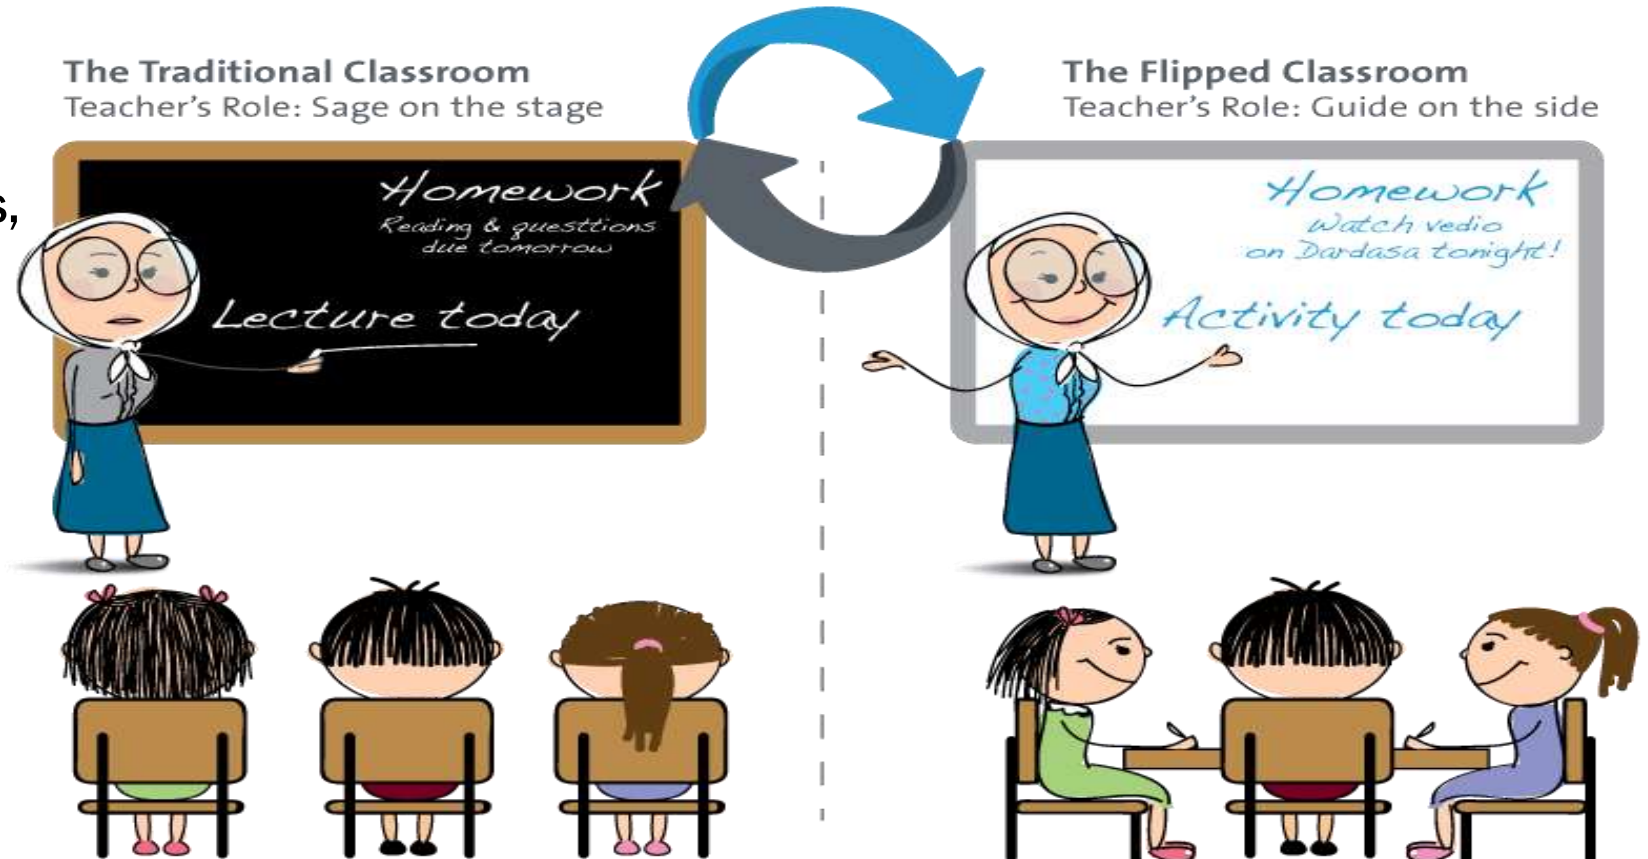 The Traditional Classroom
Teacher's Role: Sage on the stage
Homework
Reading & questtions
due tomorrow
Lecture today
The Flipped Classroom
Teacher's Role: Guide on the side
Homework
Watch vedio
on Dardasa tonight!
Activity today